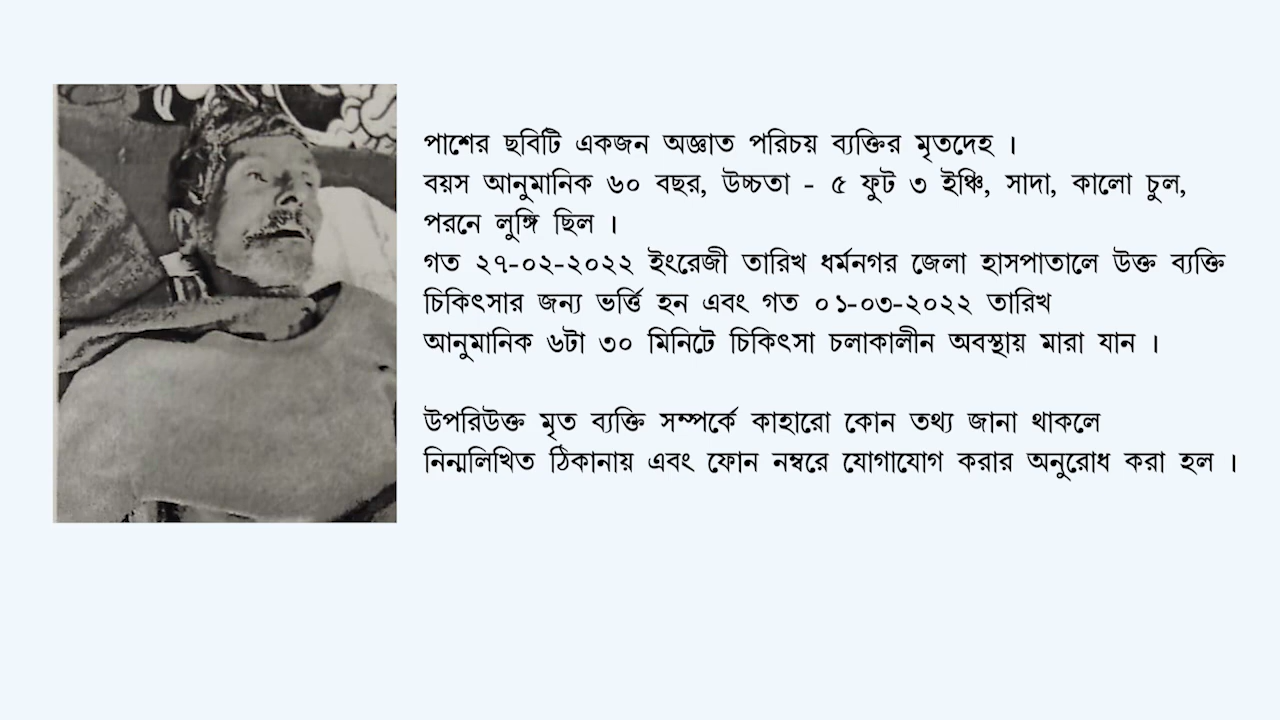 পাশের ছবিটি একজন অজ্ঞাত পরিচয় ব্যক্তির মৃতদেহ ।
বয়স আনুমানিক ৬০ বছর, উচ্চতা - ৫ ফুট ৩ ইঞ্চি, সাদা, কালো চুল,
পরনে লুঙ্গি ছিল ।
গত ২৭-০২-২০২২ ইংরেজী তারিখ ধর্মনগর জেলা হাসপাতালে উক্ত ব্যক্তি
চিকিৎসার জন্য ভর্ত্তি হন এবং গত ০১-০৩-২০২২ তারিখ
আনুমানিক ৬টা ৩০ মিনিটে চিকিৎসা চলাকালীন অবস্থায় মারা যান ।
উপরিউক্ত মৃত ব্যক্তি সম্পর্কে কাহারো কোন তথ্য জানা থাকলে
নিন্মলিখিত ঠিকানায় এবং ফোন নম্বরে যোগাযোগ করার অনুরোধ করা হল ।